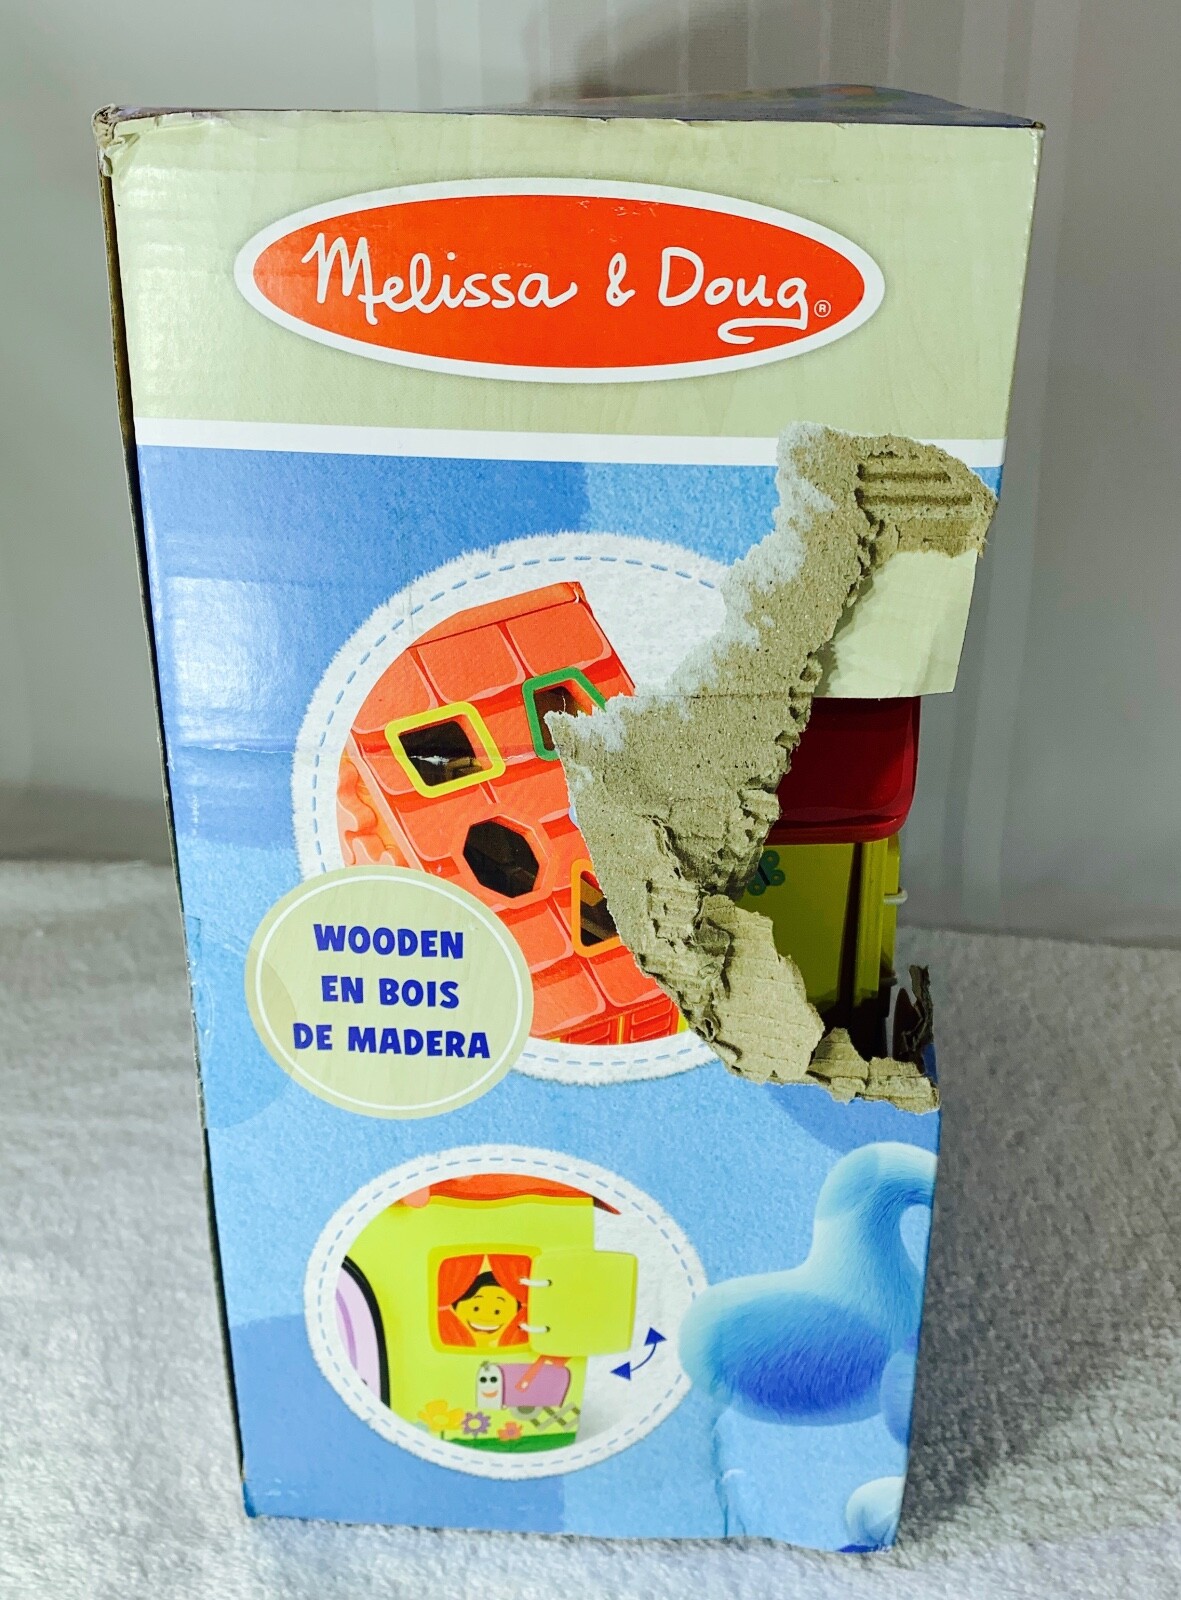 Melissa & Doug®
WOODEN
EN BOIS
DE MADERA